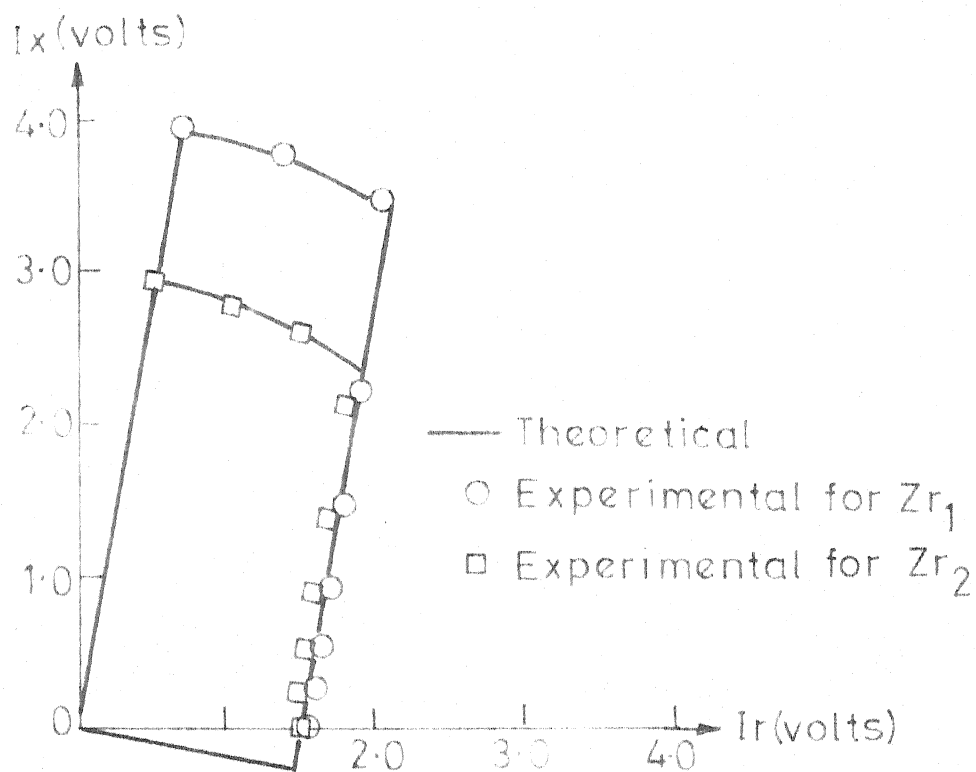 Ix (volts)
4.0
3.0
2.0
1.0
0
2.0
3.0
4.0
Ir (volts)
Theoretical
Experimental for Zr1
Experimental for Zr2